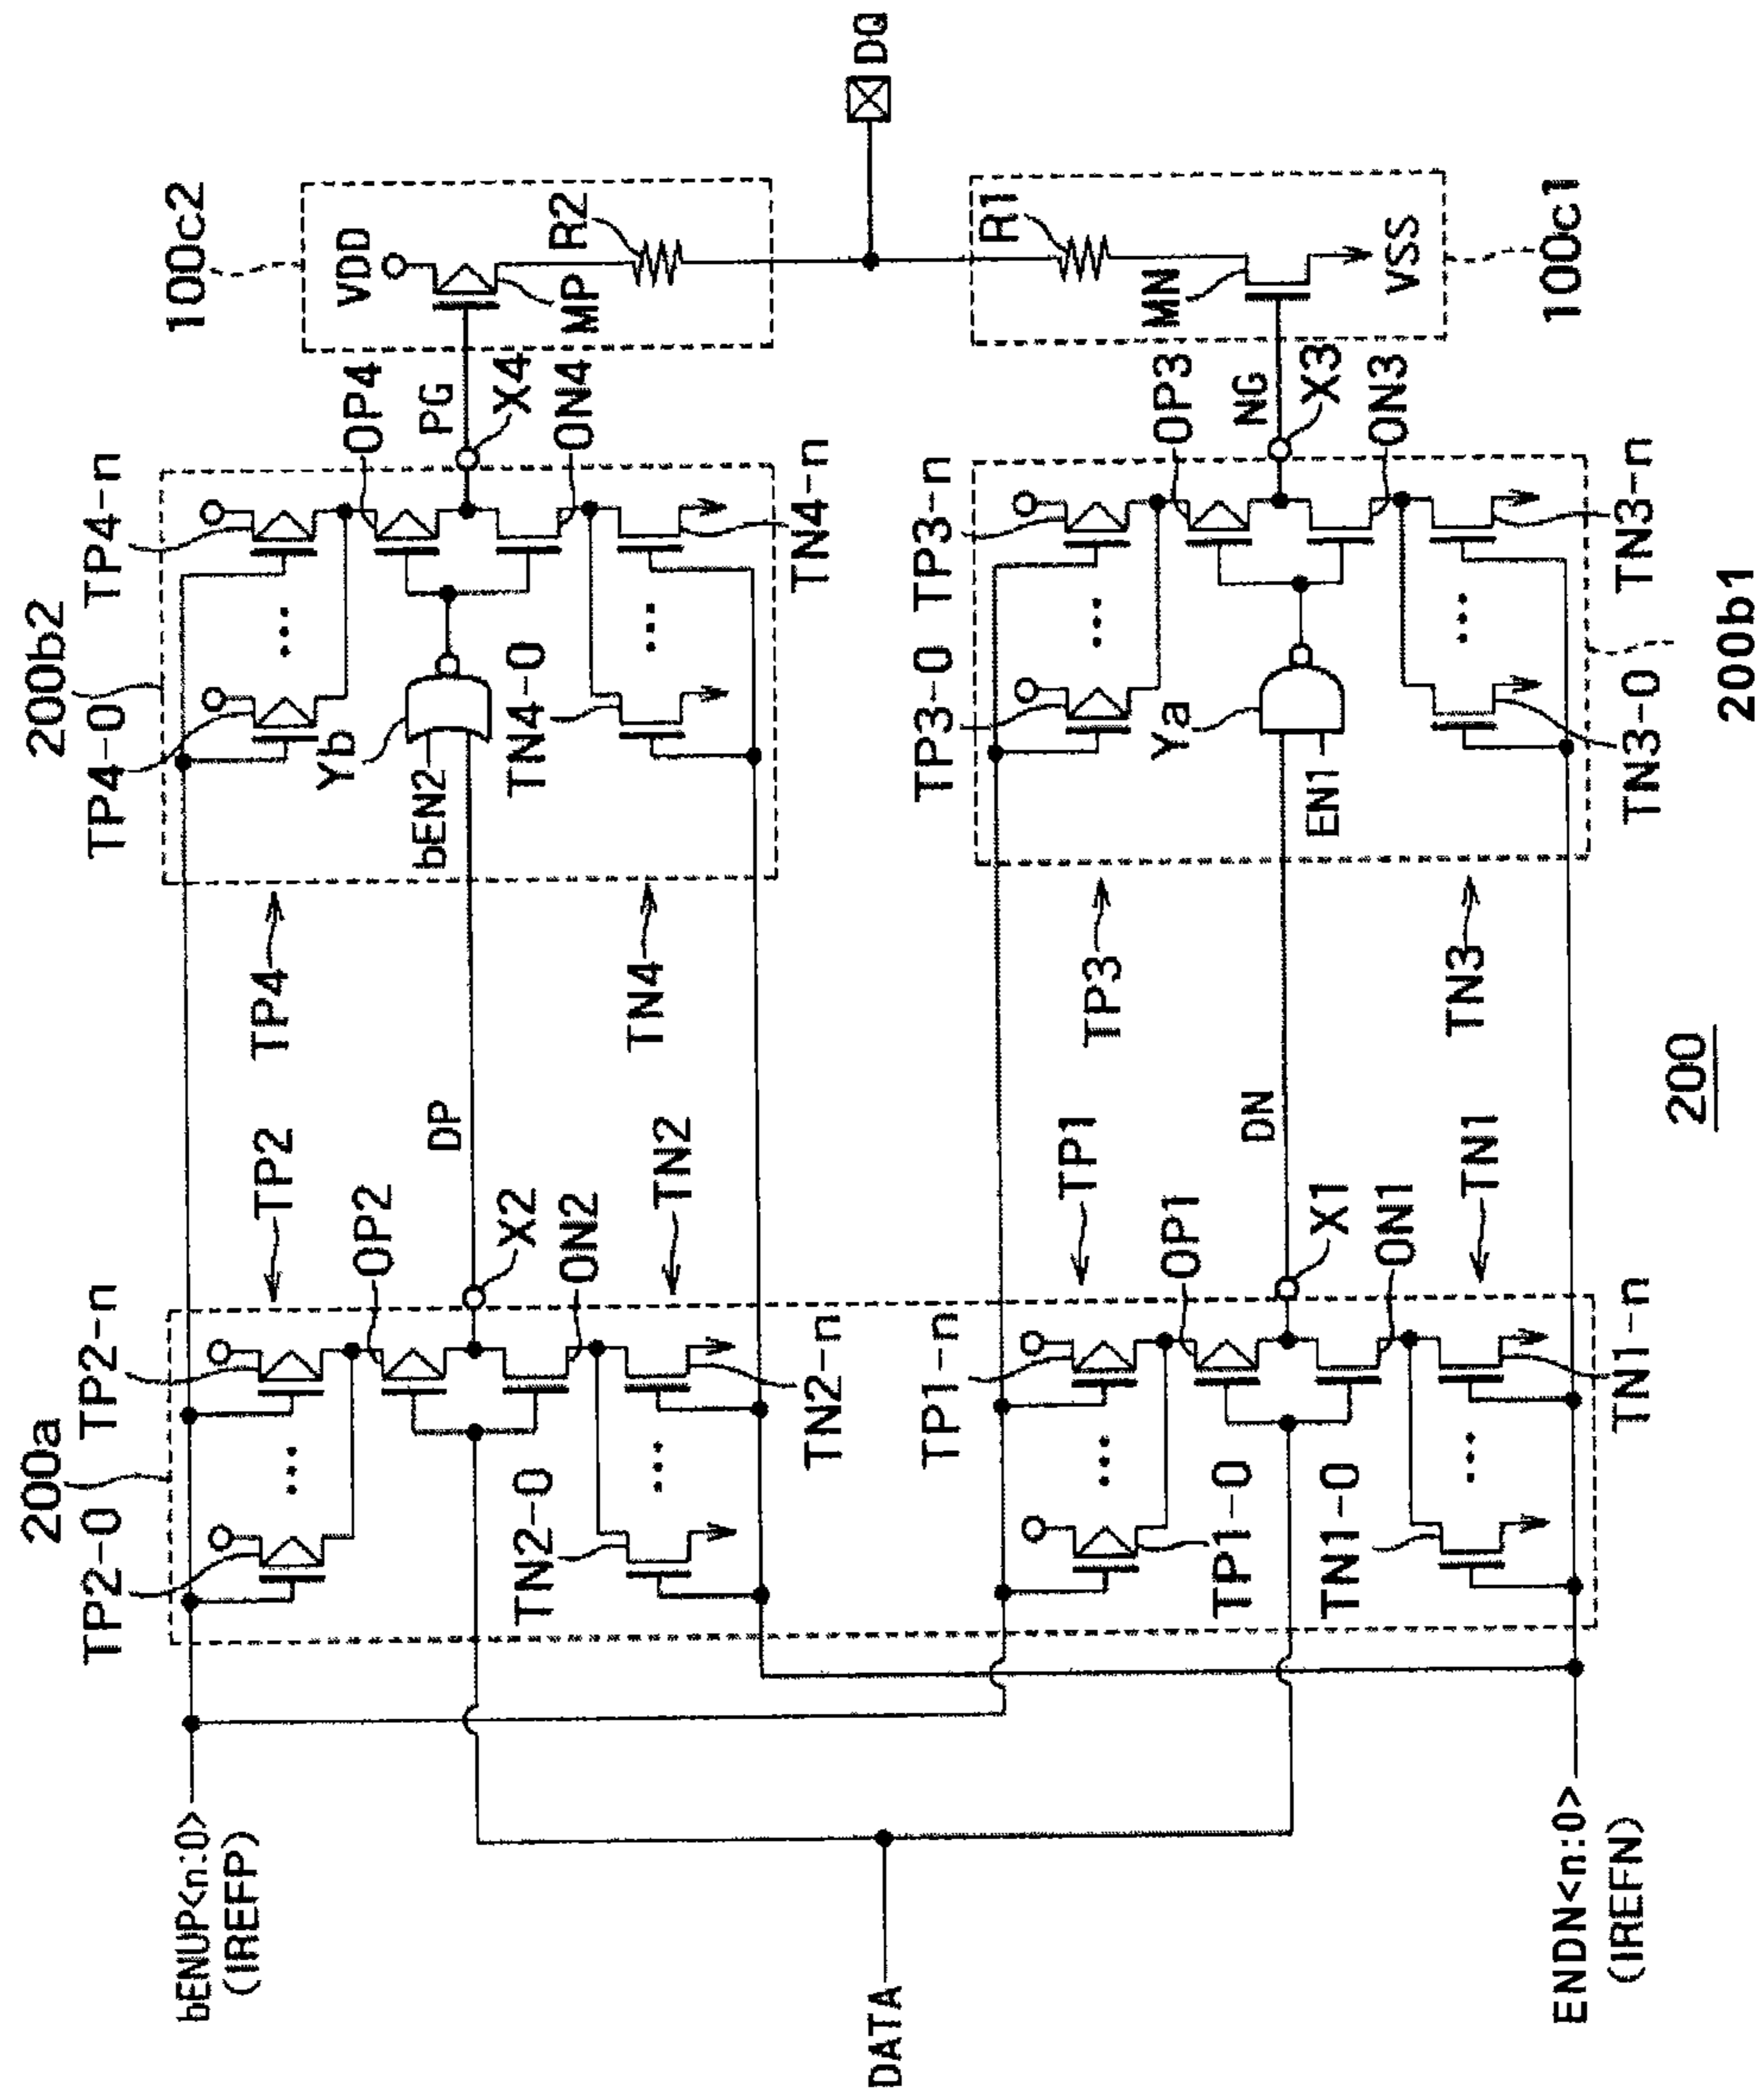 200a
200b2
100c2
TP2-0
TP2-n
TP2
TP4
TP4-0
TP4-n
VDD
OP2
OP4
Yb
bEN2
PG
MP
R2
bENUP<n:0>
(IREFP)
DP
X2
X4
ON2
ON4
TN2-0
TN2
TN4
TN4-0
TN2-n
TN4-n
DATA
DQ
TP1-n
TP1
TP3
TP3-0
TP3-n
R1
OP1
OP3
TP1-0
Ya
MN
DN
NG
EN1
X1
X3
TN1-0
ON1
ON3
VSS
TN1
TN3
100c1
ENDN<n:0>
(IREFN)
TN1-n
TN3-0
TN3-n
200
200b1